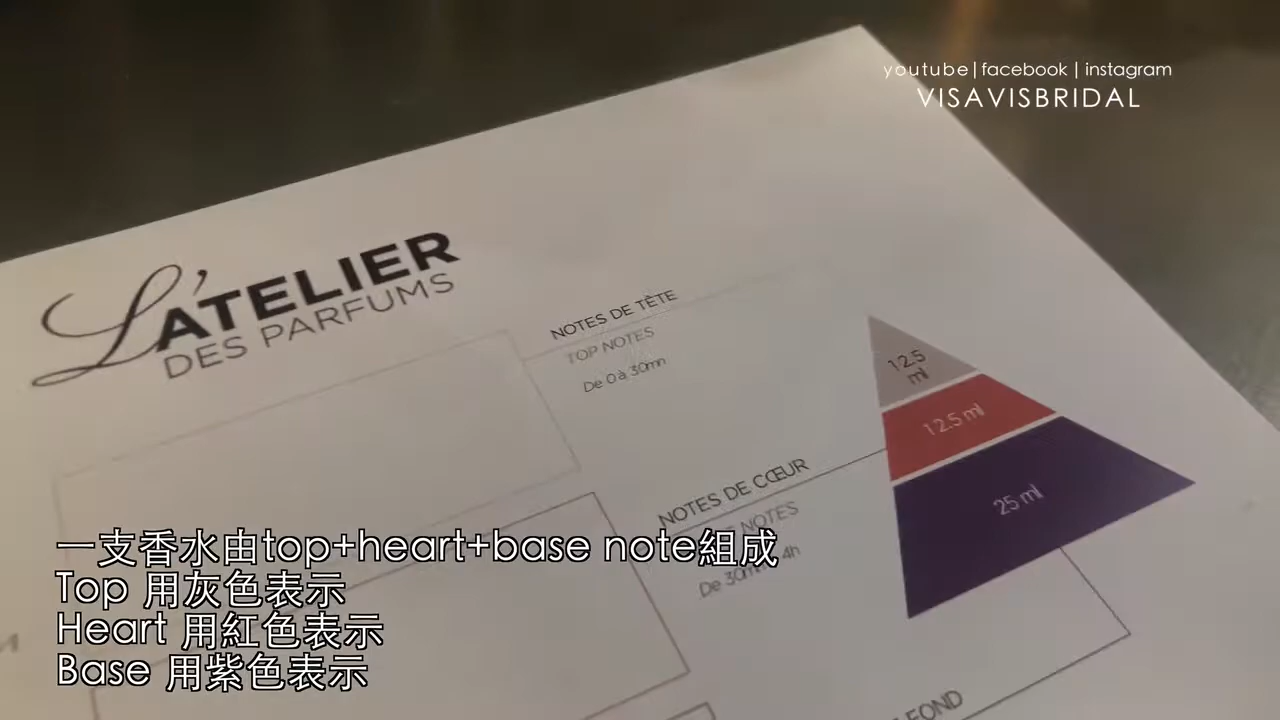 youtube | facebook | instagram
VISAVISBRIDAL
L'ATELIER
DES PARFUMS
NOTES DE TÊTE
TOP NOTES
De 0 à 30mn
12.5
ml
12.5 ml
25 ml
NOTES DE CŒUR
NOTES
De 30mn 4h
FOND
一支香水由top+heart+base note組成
Top 用灰色表示
Heart 用紅色表示
Base 用紫色表示